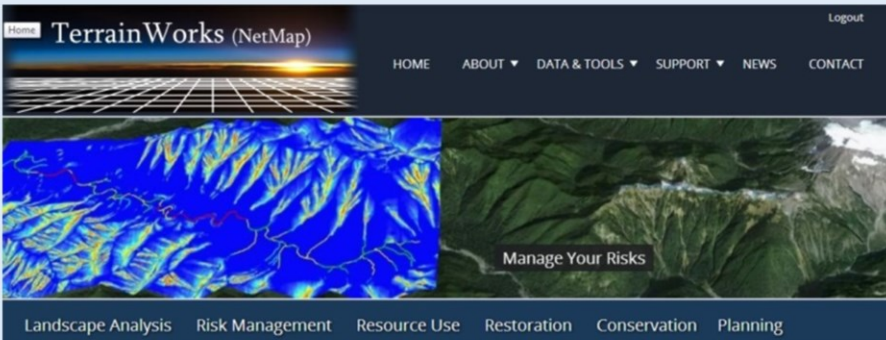 Logout
Home
TerrainWorks (NetMap)
HOME ABOUT DATA & TOOLS SUPPORT NEWS CONTACT
Manage Your Risks
Landscape Analysis Risk Management Resource Use Restoration Conservation Planning